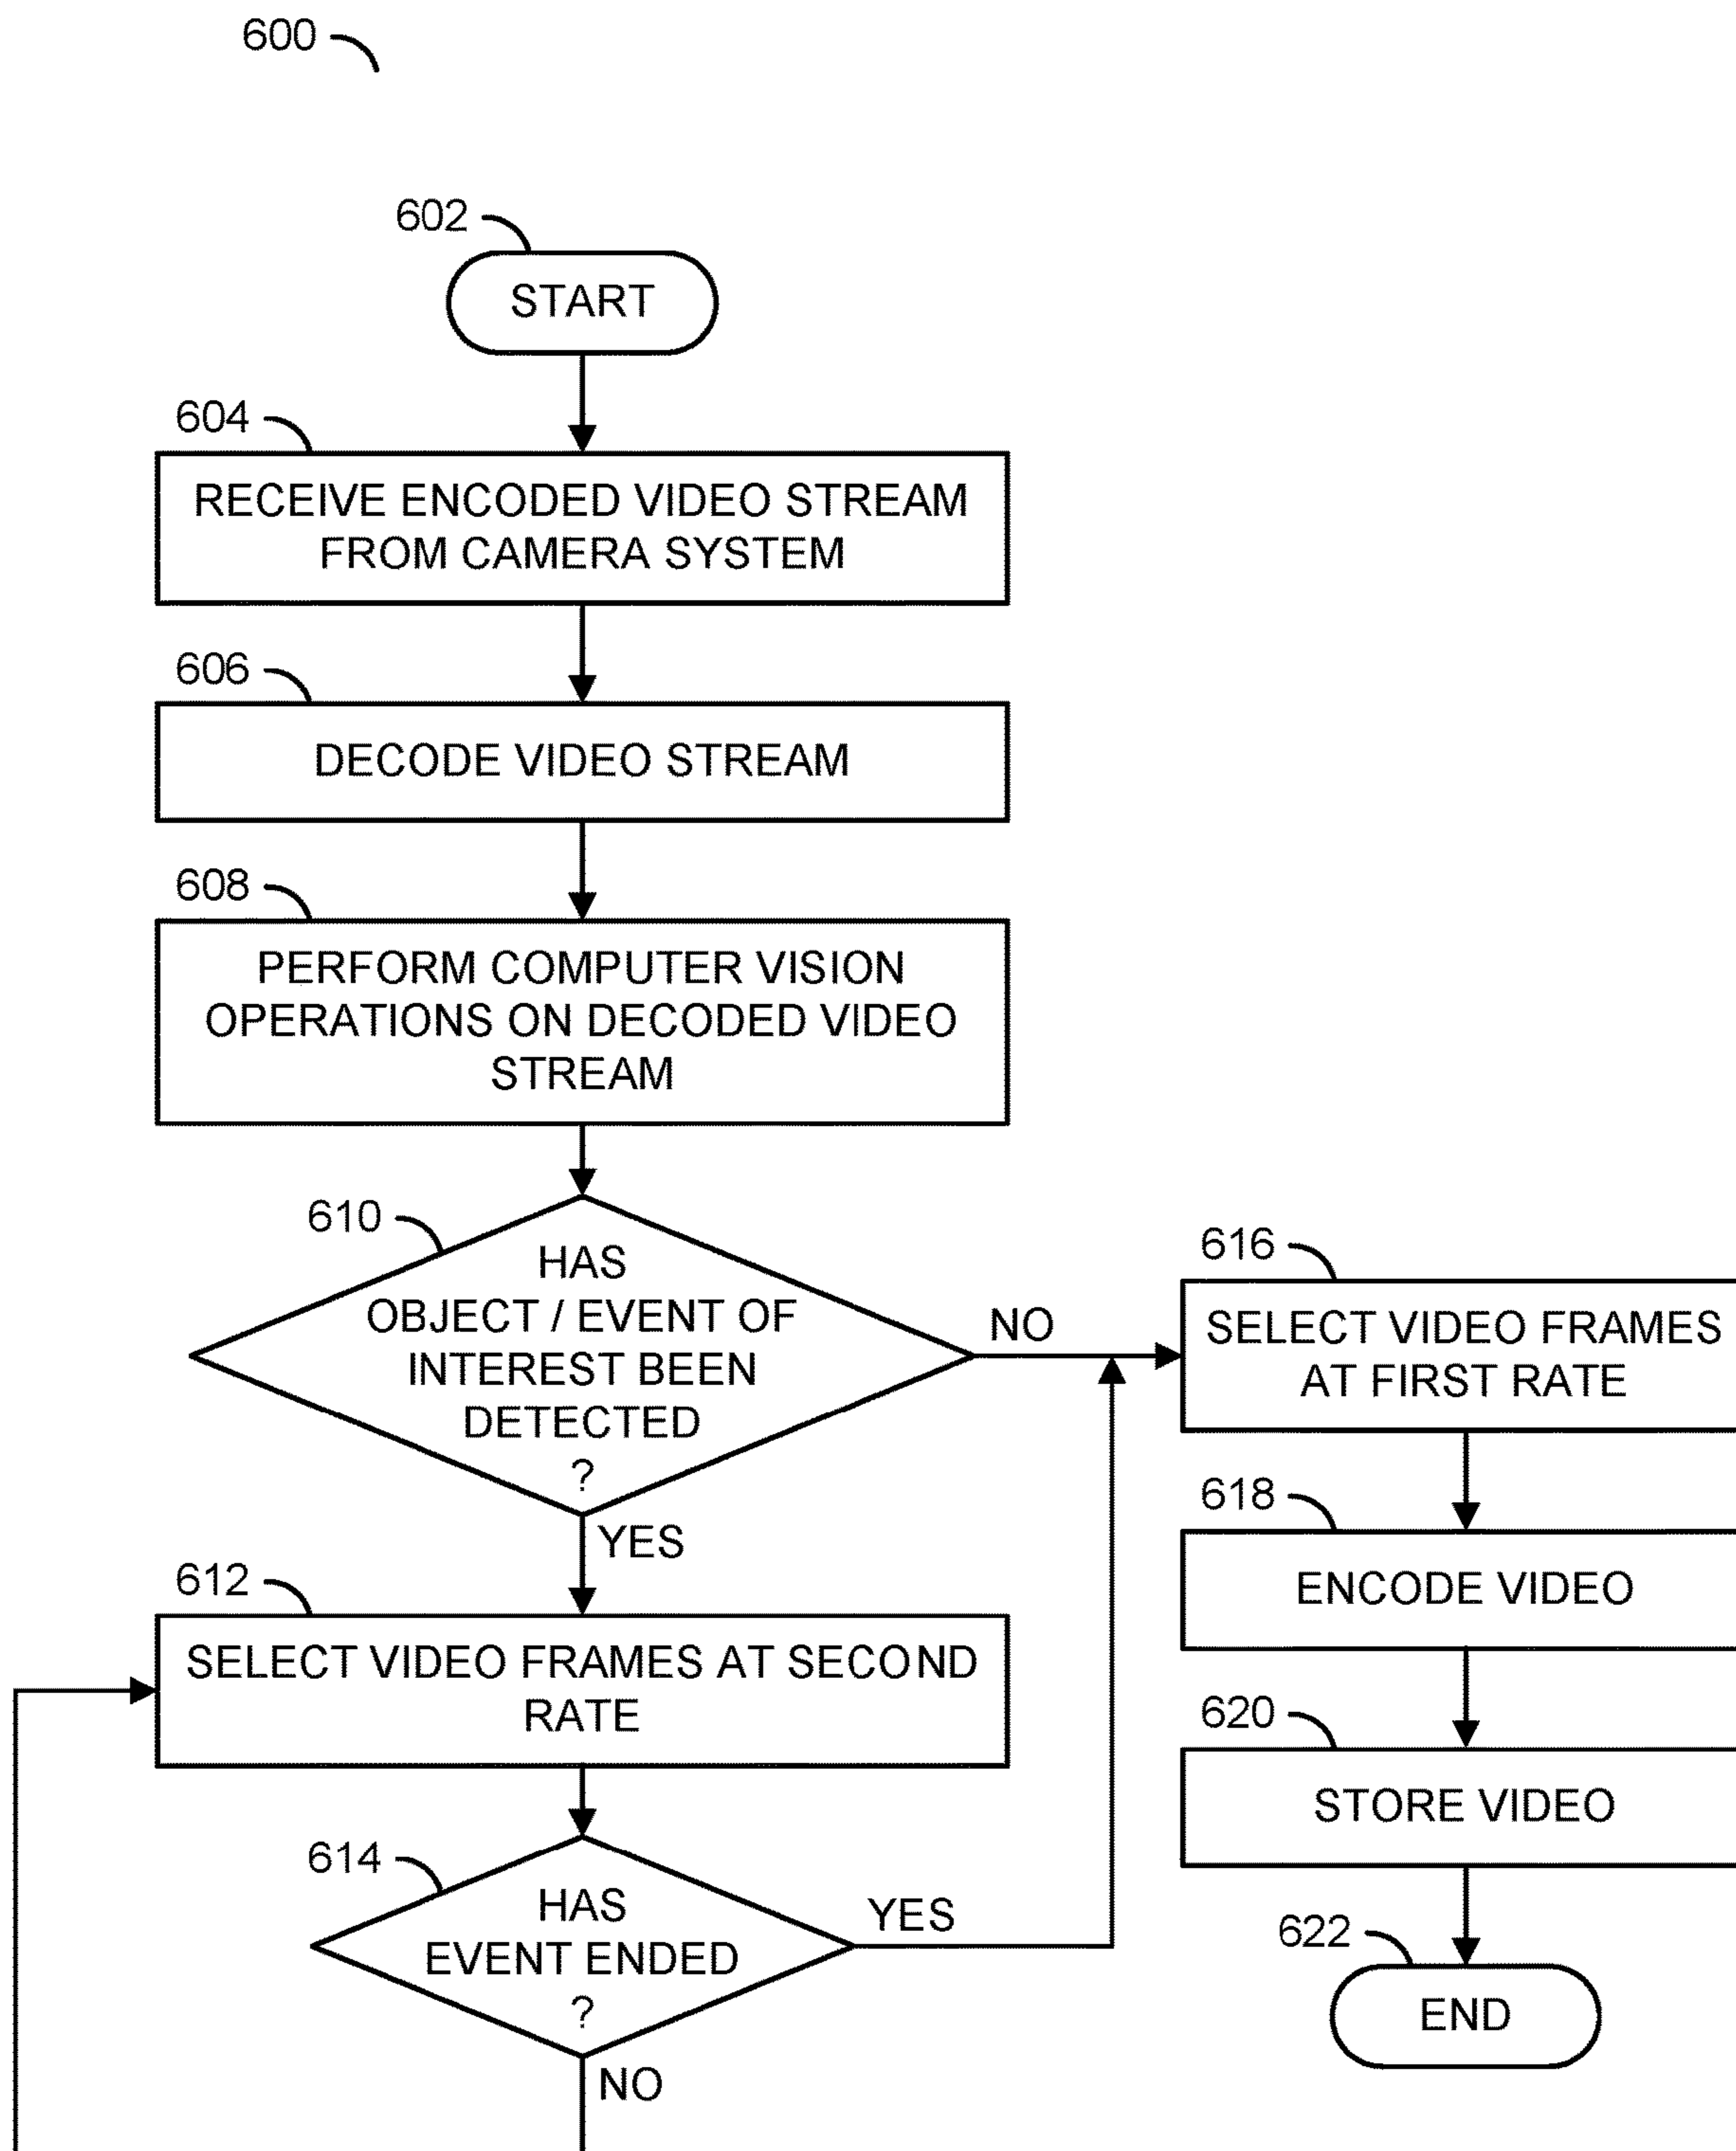 600
602
START
604
RECEIVE ENCODED VIDEO STREAM
FROM CAMERA SYSTEM
606
DECODE VIDEO STREAM
608
PERFORM COMPUTER VISION
OPERATIONS ON DECODED VIDEO
STREAM
610
HAS
OBJECT / EVENT OF
INTEREST BEEN
DETECTED
?
NO
YES
612
SELECT VIDEO FRAMES AT SECOND
RATE
614
HAS
EVENT ENDED
?
YES
NO
616
SELECT VIDEO FRAMES
AT FIRST RATE
618
ENCODE VIDEO
620
STORE VIDEO
622
END